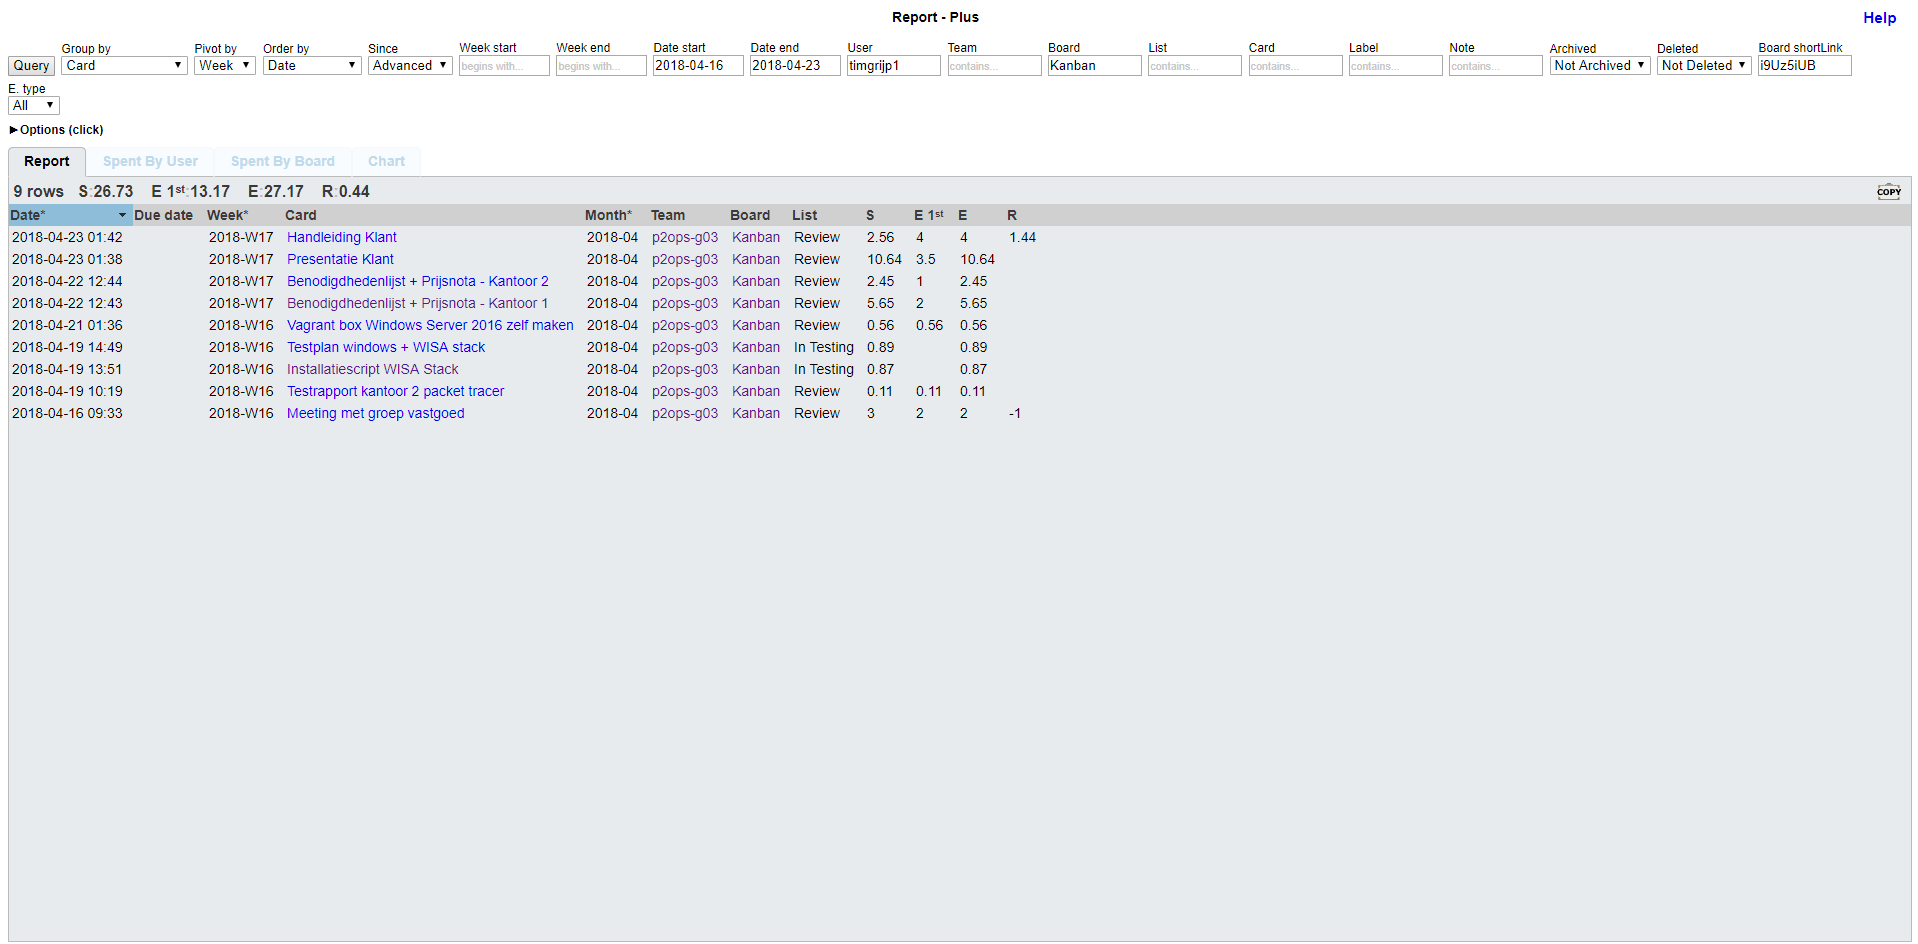 Report - Plus
Help
Query
Group by
Card
Pivot by
Week
Order by
Date
Since
Advanced
Week start
begins with...
Week end
begins with...
Date start
2018-04-16
Date end
2018-04-23
User
timgrijp1
Team
contains...
Board
Kanban
List
contains...
Card
contains...
Label
contains...
Note
contains...
Archived
Not Archived
Deleted
Not Deleted
Board shortLink
i9Uz5iUB
E. type
All
Options (click)
Report Spent By User Spent By Board Chart
9 rows S:26.73 E 1st:13.17 E:27.17 R:0.44
COPY
Date* Due date Week* Card Month* Team Board List S E 1st E R
2018-04-23 01:42 2018-W17 Handleiding Klant 2018-04 p2ops-g03 Kanban Review 2.56 4 4 1.44
2018-04-23 01:38 2018-W17 Presentatie Klant 2018-04 p2ops-g03 Kanban Review 10.64 3.5 10.64
2018-04-22 12:44 2018-W17 Benodigdhedenlijst + Prijsnota - Kantoor 2 2018-04 p2ops-g03 Kanban Review 2.45 1 2.45
2018-04-22 12:43 2018-W17 Benodigdhedenlijst + Prijsnota - Kantoor 1 2018-04 p2ops-g03 Kanban Review 5.65 2 5.65
2018-04-21 01:36 2018-W16 Vagrant box Windows Server 2016 zelf maken 2018-04 p2ops-g03 Kanban Review 0.56 0.56 0.56
2018-04-19 14:49 2018-W16 Testplan windows + WISA stack 2018-04 p2ops-g03 Kanban In Testing 0.89 0.89
2018-04-19 13:51 2018-W16 Installatiescript WISA Stack 2018-04 p2ops-g03 Kanban In Testing 0.87 0.87
2018-04-19 10:19 2018-W16 Testrapport kantoor 2 packet tracer 2018-04 p2ops-g03 Kanban Review 0.11 0.11 0.11
2018-04-16 09:33 2018-W16 Meeting met groep vastgoed 2018-04 p2ops-g03 Kanban Review 3 2 2 -1